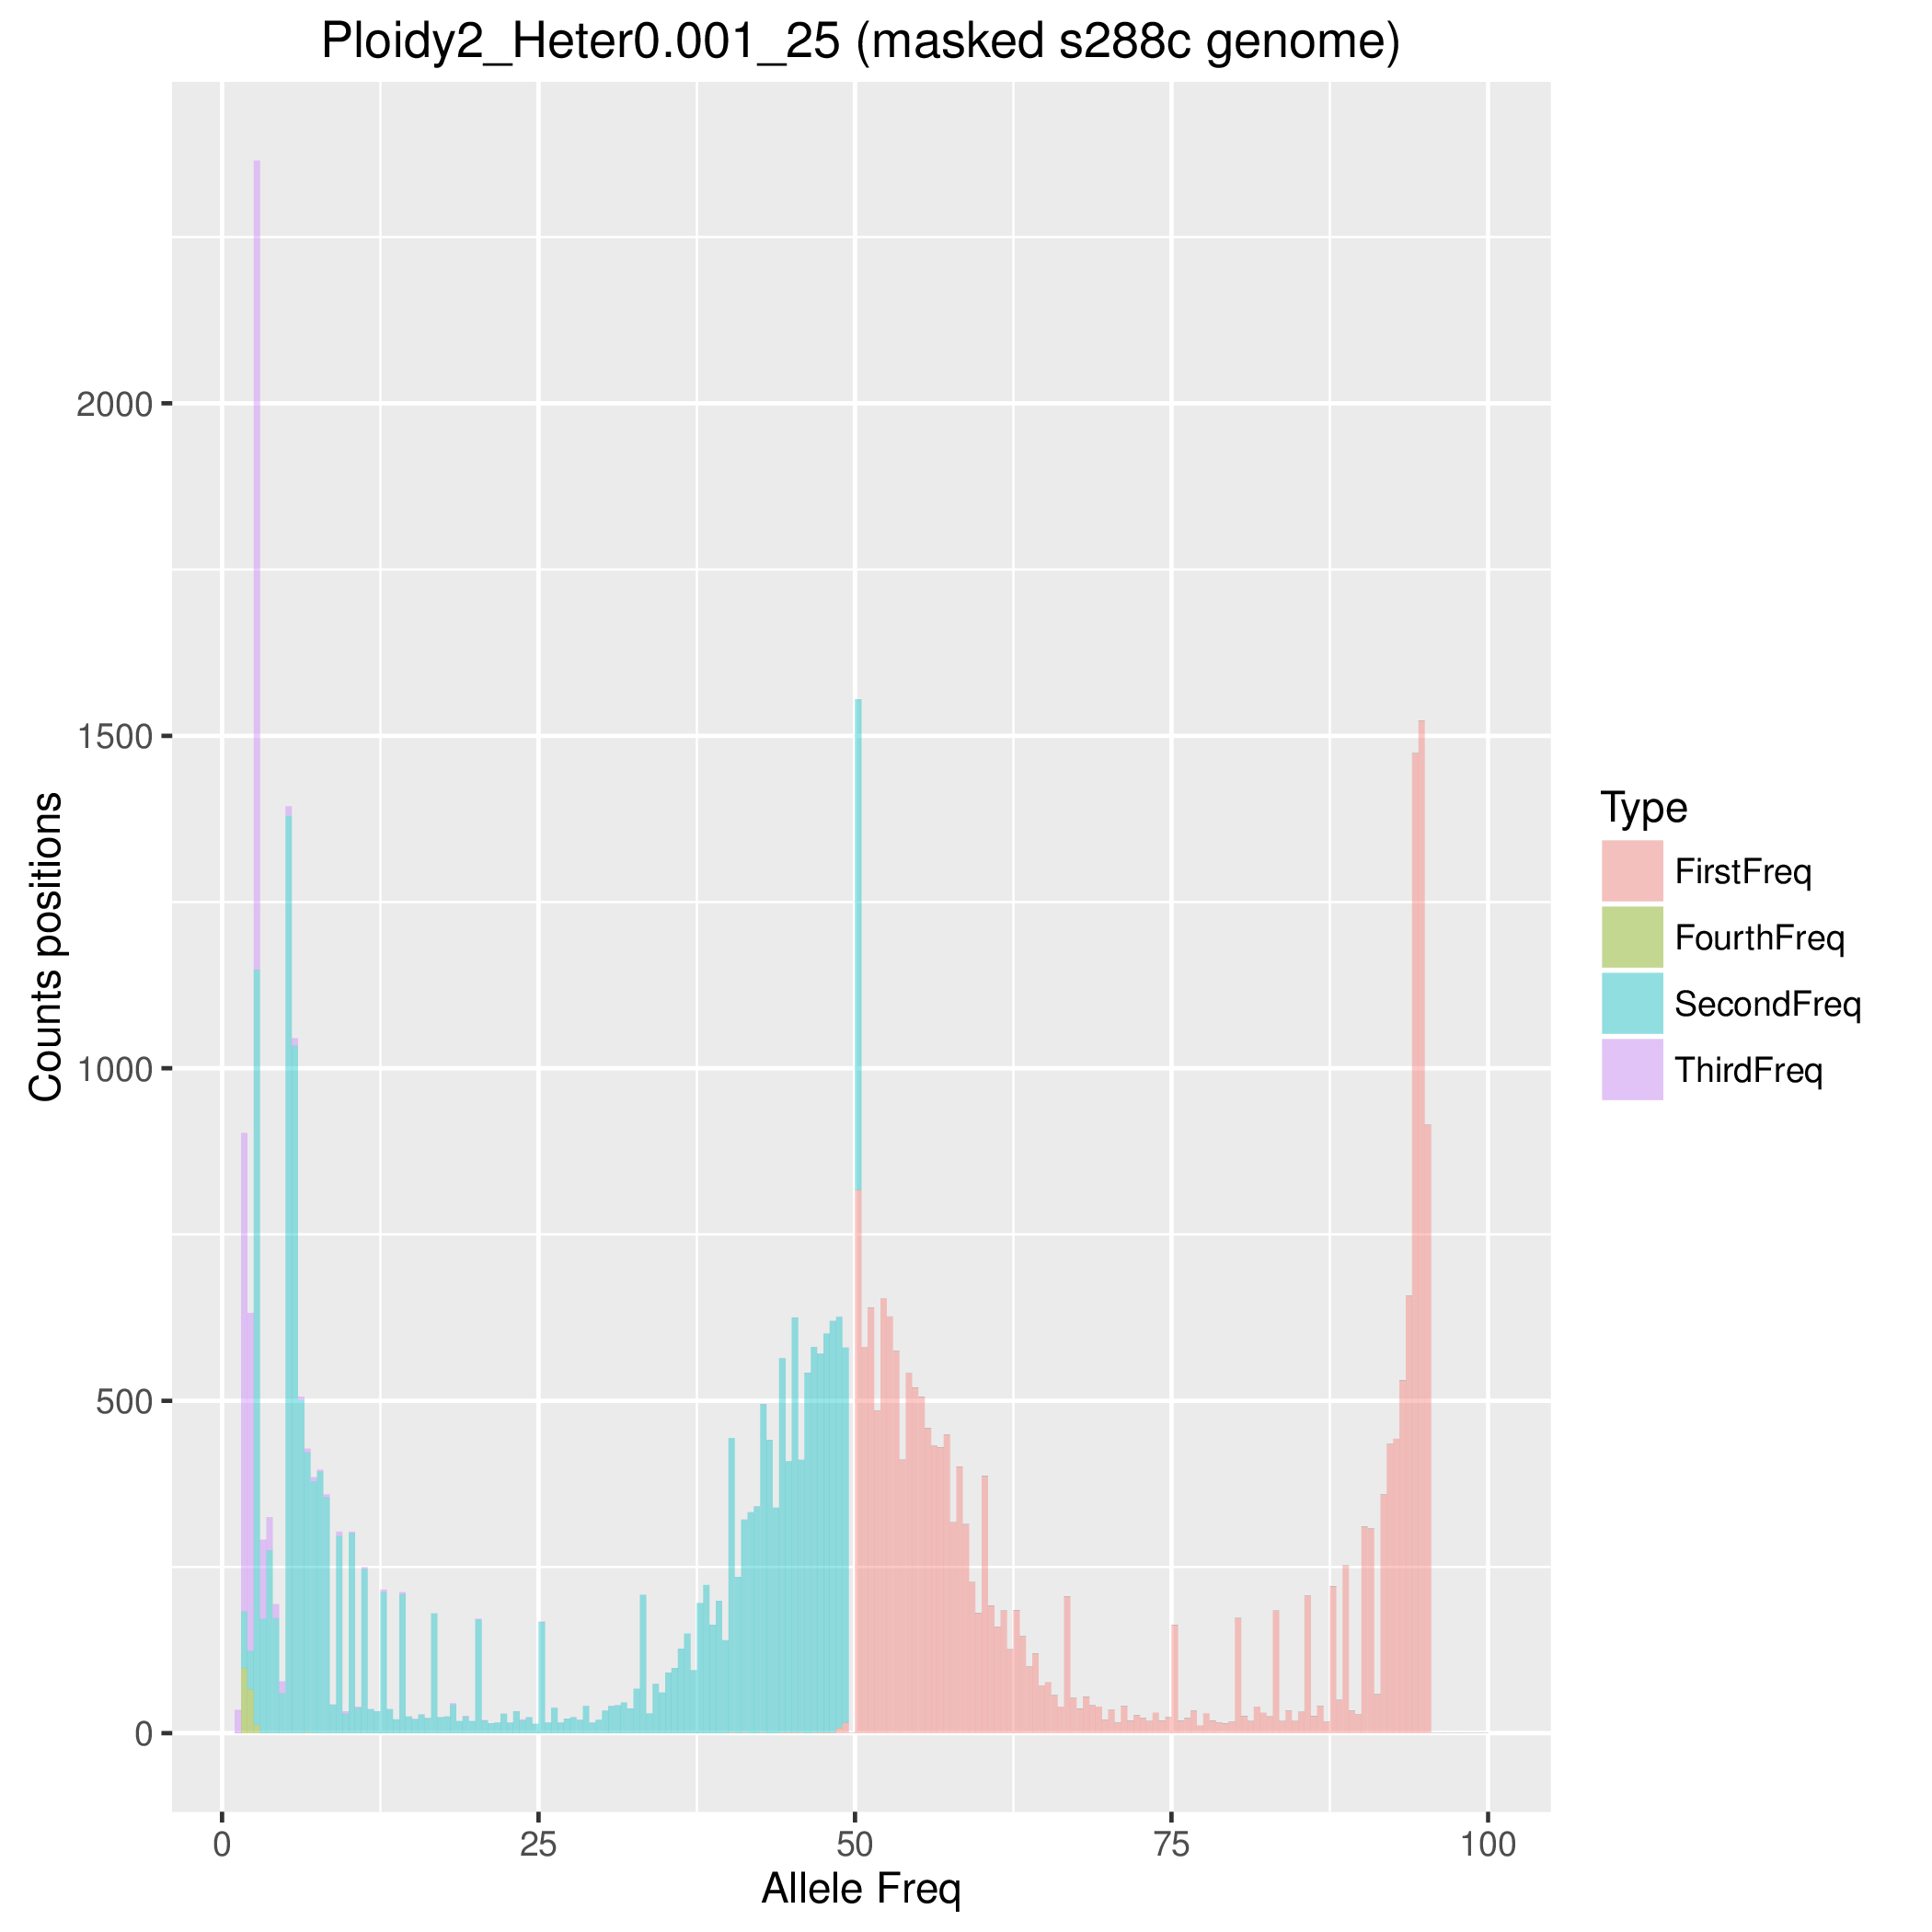 Ploidy2_Heter0.001_25 (masked s288c genome)
Counts positions
2000
1500
1000
500
0
0 25 50 75 100
Allele Freq
Type
FirstFreq
FourthFreq
SecondFreq
ThirdFreq